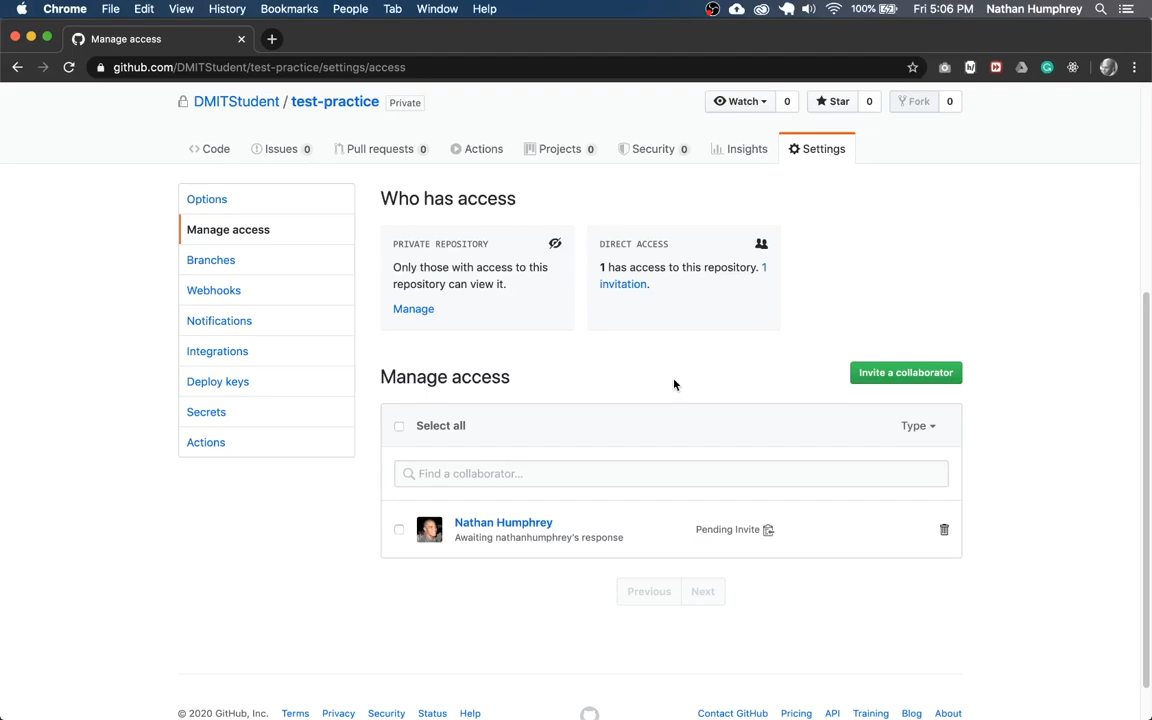 Chrome File Edit View History Bookmarks People Tab Window Help 100% Fri 5:06 PM Nathan Humphrey
Manage access
github.com/DMITStudent/test-practice/settings/access
DMITStudent / test-practice Private Watch 0 Star 0 Fork 0
Code Issues 0 Pull requests 0 Actions Projects 0 Security 0 Insights Settings
Options
Manage access
Branches
Webhooks
Notifications
Integrations
Deploy keys
Secrets
Actions
Who has access
PRIVATE REPOSITORY
Only those with access to this
repository can view it.
Manage
DIRECT ACCESS
1 has access to this repository. 1
invitation.
Manage access Invite a collaborator
Select all Type
Find a collaborator...
Nathan Humphrey
Awaiting nathanhumphrey's response
Pending Invite
Previous Next
© 2020 GitHub, Inc. Terms Privacy Security Status Help Contact GitHub Pricing API Training Blog About